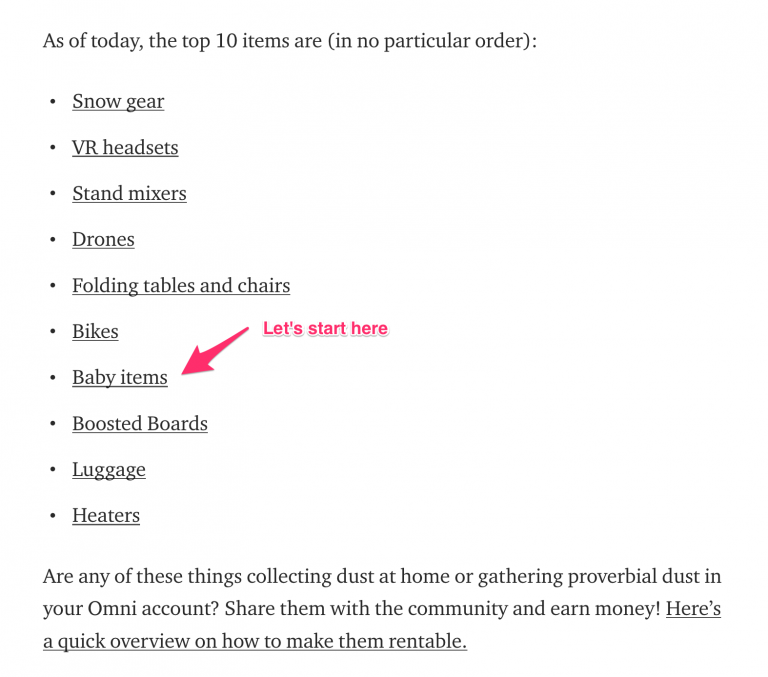 As of today, the top 10 items are (in no particular order):
• Snow gear
• VR headsets
• Stand mixers
• Drones
• Folding tables and chairs
• Bikes
Let's start here
• Baby items
• Boosted Boards
• Luggage
• Heaters
Are any of these things collecting dust at home or gathering proverbial dust in
your Omni account? Share them with the community and earn money! Here’s
a quick overview on how to make them rentable.